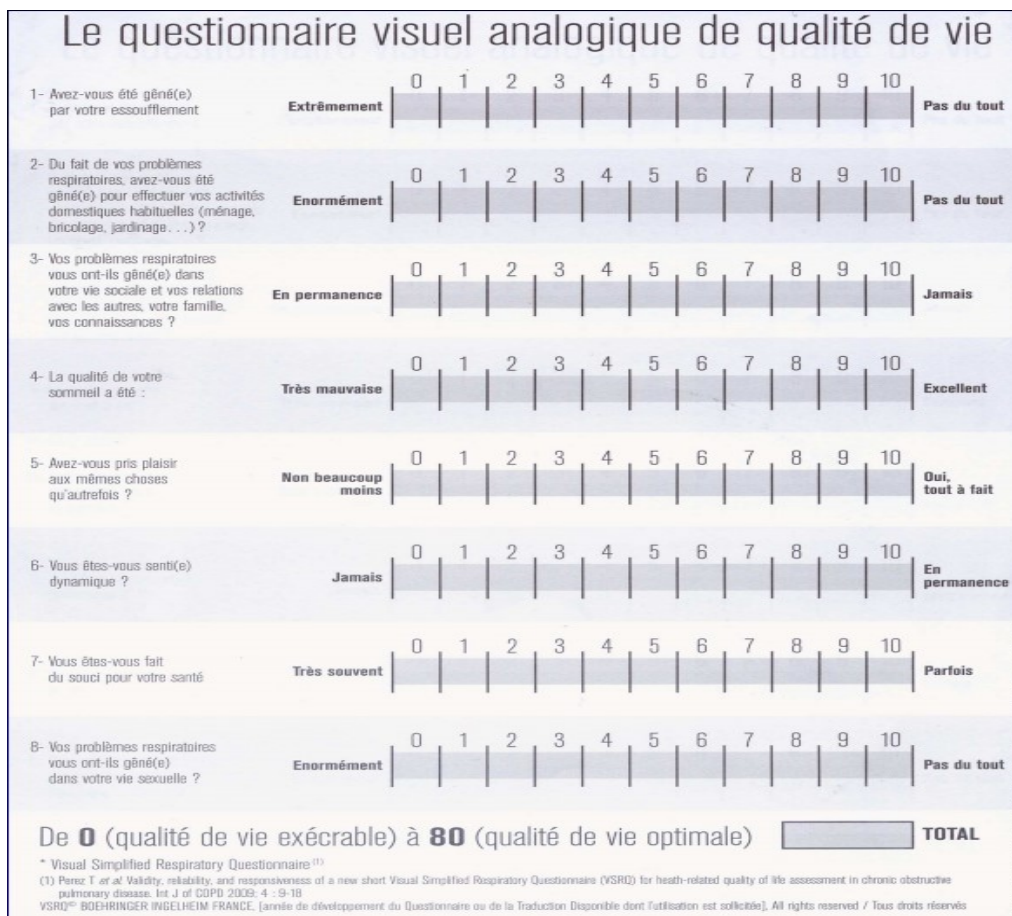 Le questionnaire visuel analogique de qualité de vie
0 1 2 3 4 5 6 7 8 9 10
1- Avez-vous été gêné(e)
par votre essoufflement
Extrêmement
Pas du tout
2- Du fait de vos problèmes
respiratoires, avez-vous été
gêné(e) pour effectuer vos activités
domestiques habituelles (ménage,
bricolage, jardinage...) ?
0 1 2 3 4 5 6 7 8 9 10
Enormément
Pas du tout
3- Vos problèmes respiratoires
vous ont-ils gêné(e) dans
votre vie sociale et vos relations
avec les autres, votre famille,
vos connaissances ?
0 1 2 3 4 5 6 7 8 9 10
En permanence
Jamais
4- La qualité de votre
sommeil a été :
0 1 2 3 4 5 6 7 8 9 10
Très mauvaise
Excellent
5- Avez-vous pris plaisir
aux mêmes choses
qu'autrefois ?
0 1 2 3 4 5 6 7 8 9 10
Non beaucoup
moins
Oui,
tout à fait
6- Vous êtes-vous senti(e)
dynamique ?
0 1 2 3 4 5 6 7 8 9 10
Jamais
En
permanence
7- Vous êtes-vous fait
du souci pour votre santé
0 1 2 3 4 5 6 7 8 9 10
Très souvent
Parfois
8- Vos problèmes respiratoires
vous ont-ils gêné(e)
dans votre vie sexuelle ?
0 1 2 3 4 5 6 7 8 9 10
Enormément
Pas du tout
De 0 (qualité de vie exécrable) à 80 (qualité de vie optimale) TOTAL
* Visual Simplified Respiratory Questionnaire (1)
(1) Perez T et al Validity, reliability, and responsiveness of a new short Visual Simplified Respiratory Questionnaire (VSRQ) for heath-related quality of life assessment in chronic obstructive
pulmonary disease. Int J of COPD 2009: 4 : 9-18
VSRQ© BOEHRINGER INGELHEIM FRANCE, [année de développement du Questionnaire ou de la Traduction Disponible dont l'utilisation est sollicitée], All rights reserved / Tous droits réservés